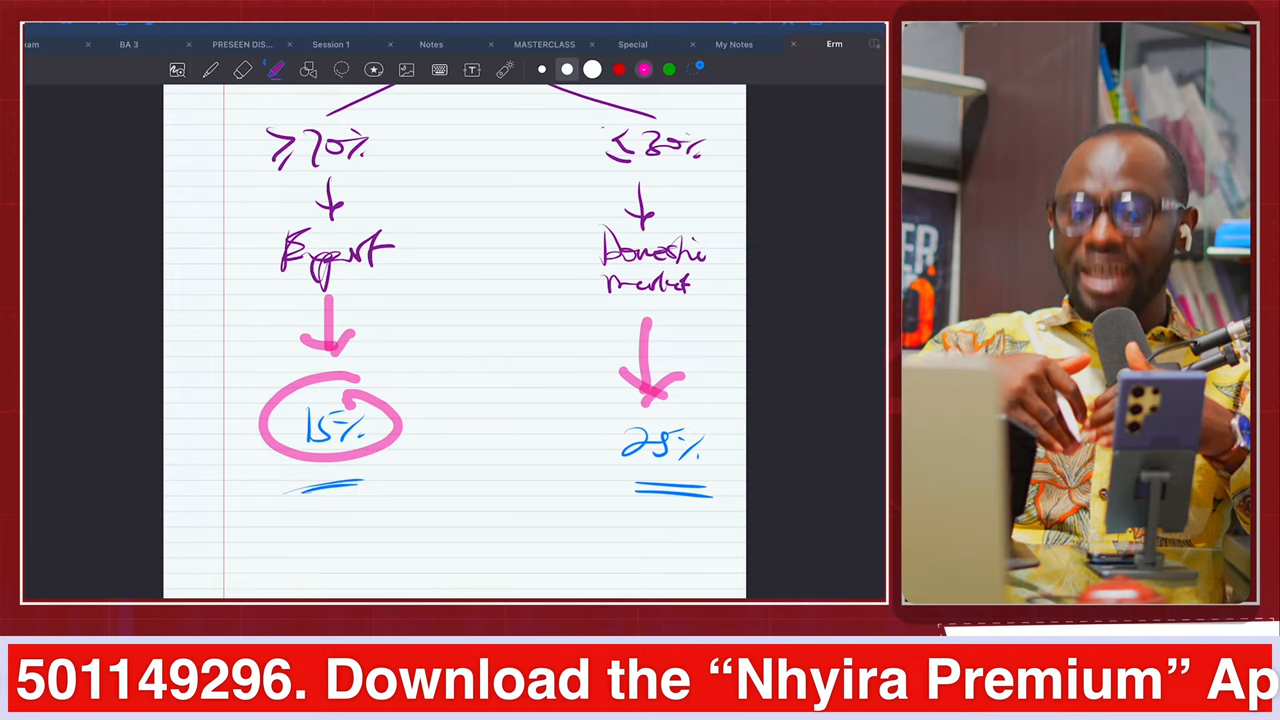 am
BA 3
PRESEEN DIS...
Session 1
Notes
MASTERCLASS
Special
My Notes
Erm
≥70%
≤30%
Export
Domestic
market
15%
25%
501149296. Download the “Nhyira Premium” Ap